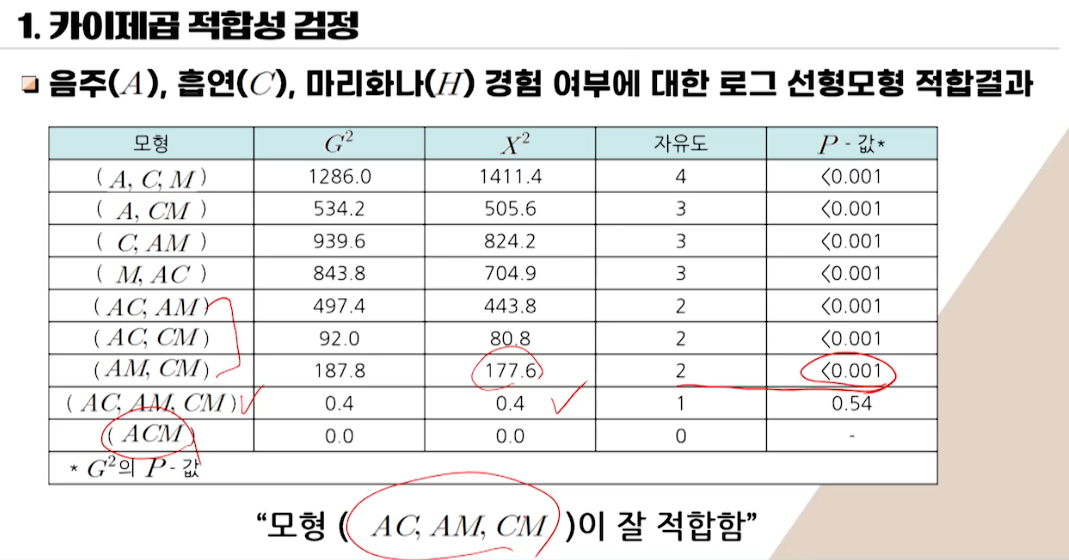 1. 카이제곱 적합성 검정
음주(A), 흡연(C), 마리화나(H) 경험 여부에 대한 로그 선형모형 적합결과
모형 G² X² 자유도 P - 값*
( A, C, M ) 1286.0 1411.4 4 <0.001
( A, CM ) 534.2 505.6 3 <0.001
( C, AM ) 939.6 824.2 3 <0.001
( M, AC ) 843.8 704.9 3 <0.001
( AC, AM) 497.4 443.8 2 <0.001
( AC, CM) 92.0 80.8 2 <0.001
( AM, CM) 187.8 177.6 2 <0.001
( AC, AM, CM) 0.4 0.4 1 0.54
( ACM ) 0.0 0.0 0 -
* G²의 P - 값
“모형 ( AC, AM, CM )이 잘 적합함”